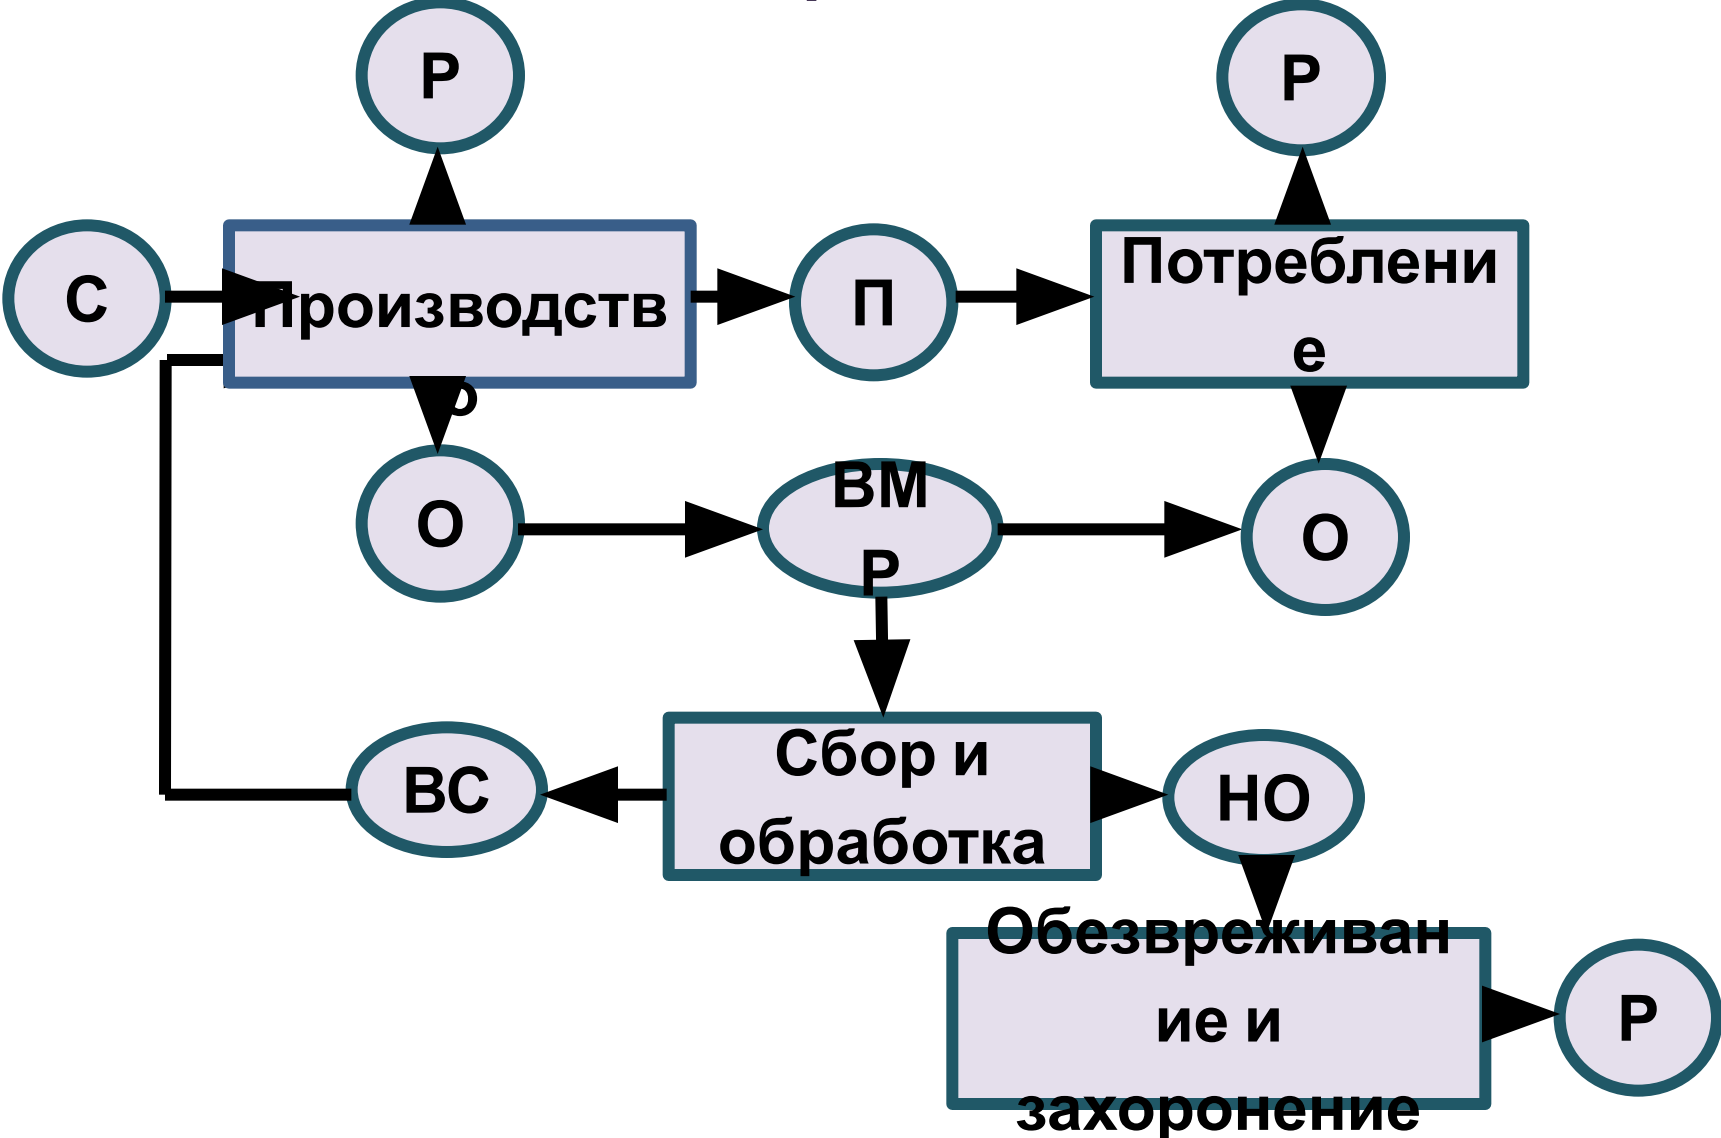 Р
Р
С
Производств
о
П
Потреблени
е
О
ВМ
Р
О
ВС
Сбор и
обработка
НО
Обезвреживан
ие и
захоронение
Р